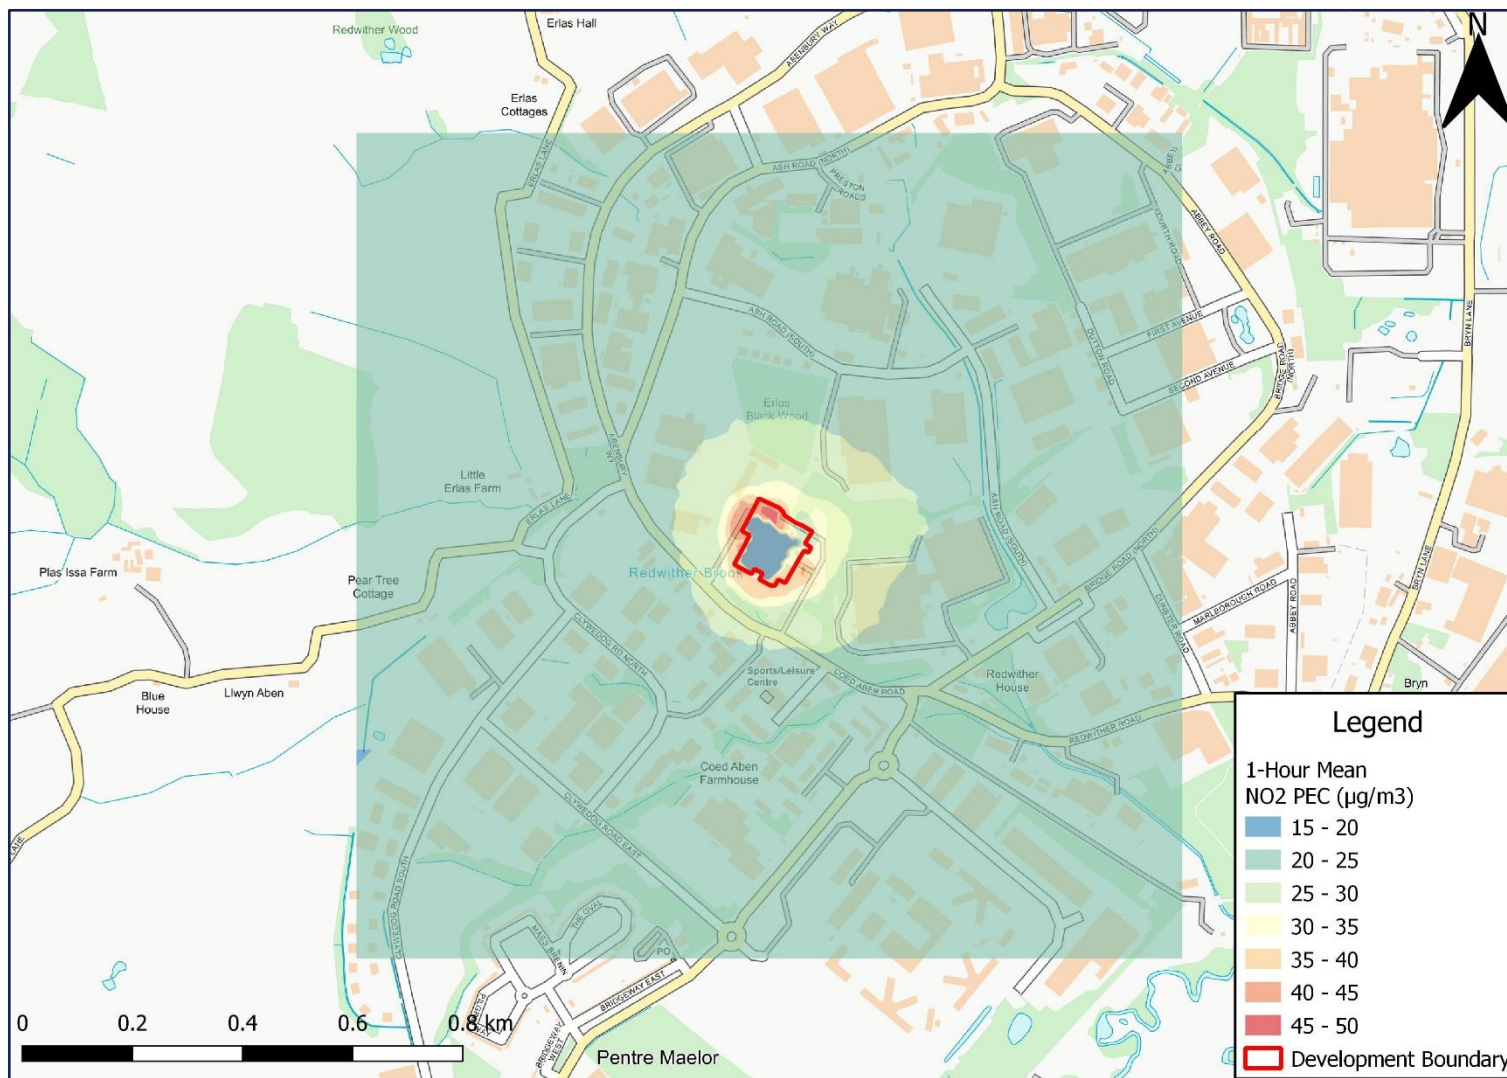 Redwither Wood
Erlas Hall
N
ABENBURY WAY
Erlas
Cottages
ERLAS LANE
ASH ROAD (NORTH)
PRESTON
ROAD
FOURTH ROAD
ABBEY ROAD
BRYN LANE
ASH ROAD (SOUTH)
DUTTON ROAD
FIRST AVENUE
SECOND AVENUE
BRIDGE ROAD
(NORTH)
Erlas
Black Wood
ABENBURY
WY
Little
Erlas Farm
ERLAS LANE
ASH ROAD (SOUTH)
BRIDGE ROAD (NORTH)
BRYN LANE
Plas Issa Farm
Pear Tree
Cottage
Redwither Brook
MARLBOROUGH ROAD
ABBEY ROAD
DUNSTER ROAD
CLYWEDOG RD NORTH
Blue
House
Llwyn Aben
Sports/Leisure
Centre
COED ABEN ROAD
Redwither
House
Bryn
REDWITHER ROAD
Coed Aben
Farmhouse
LANE
CLYWEDOG ROAD EAST
CLYWEDOG ROAD SOUTH
THE OVAL
MAES BRENIN
PO
BRIDGEWAY EAST
BRIDGEWAY
WEST
Pentre Maelor
0 0.2 0.4 0.6 0.8 km
Legend
1-Hour Mean
NO2 PEC (µg/m3)
15 - 20
20 - 25
25 - 30
30 - 35
35 - 40
40 - 45
45 - 50
Development Boundary